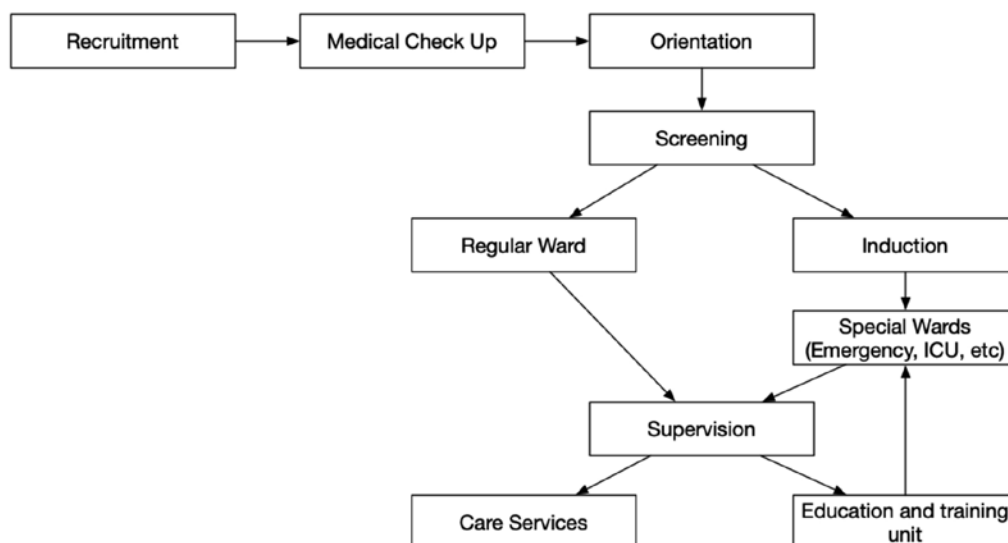 Recruitment
Medical Check Up
Orientation
Screening
Regular Ward
Induction
Special Wards
(Emergency, ICU, etc)
Supervision
Care Services
Education and training
unit